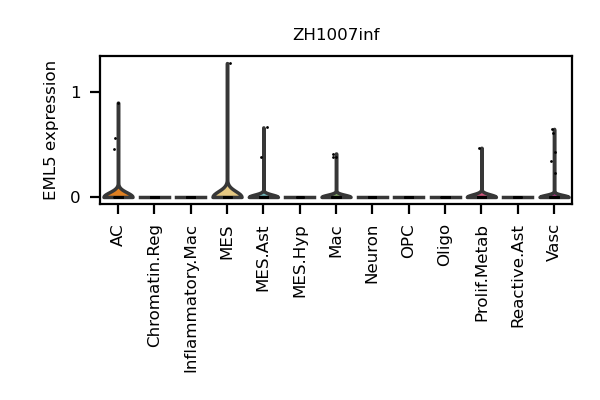 ZH1007inf
EML5 expression
1
0
AC
Chromatin.Reg
Inflammatory.Mac
MES
MES.Ast
MES.Hyp
Mac
Neuron
OPC
Oligo
Prolif.Metab
Reactive.Ast
Vasc